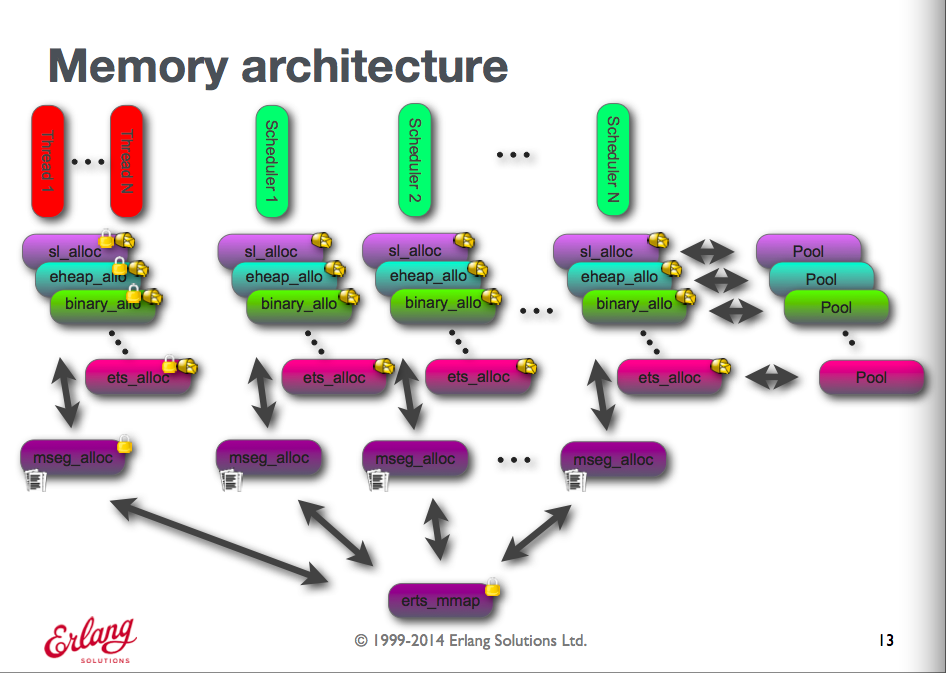 Memory architecture
Thread 1
Thread N
Scheduler 1
Scheduler 2
Scheduler N
sl_alloc
sl_alloc
sl_alloc
sl_alloc
Pool
eheap_allo
eheap_allo
eheap_allo
eheap_allo
Pool
binary_allo
binary_allo
binary_allo
binary_allo
Pool
ets_alloc
ets_alloc
ets_alloc
ets_alloc
Pool
mseg_alloc
mseg_alloc
mseg_alloc
mseg_alloc
erts_mmap
Erlang
SOLUTIONS
© 1999-2014 Erlang Solutions Ltd.
13